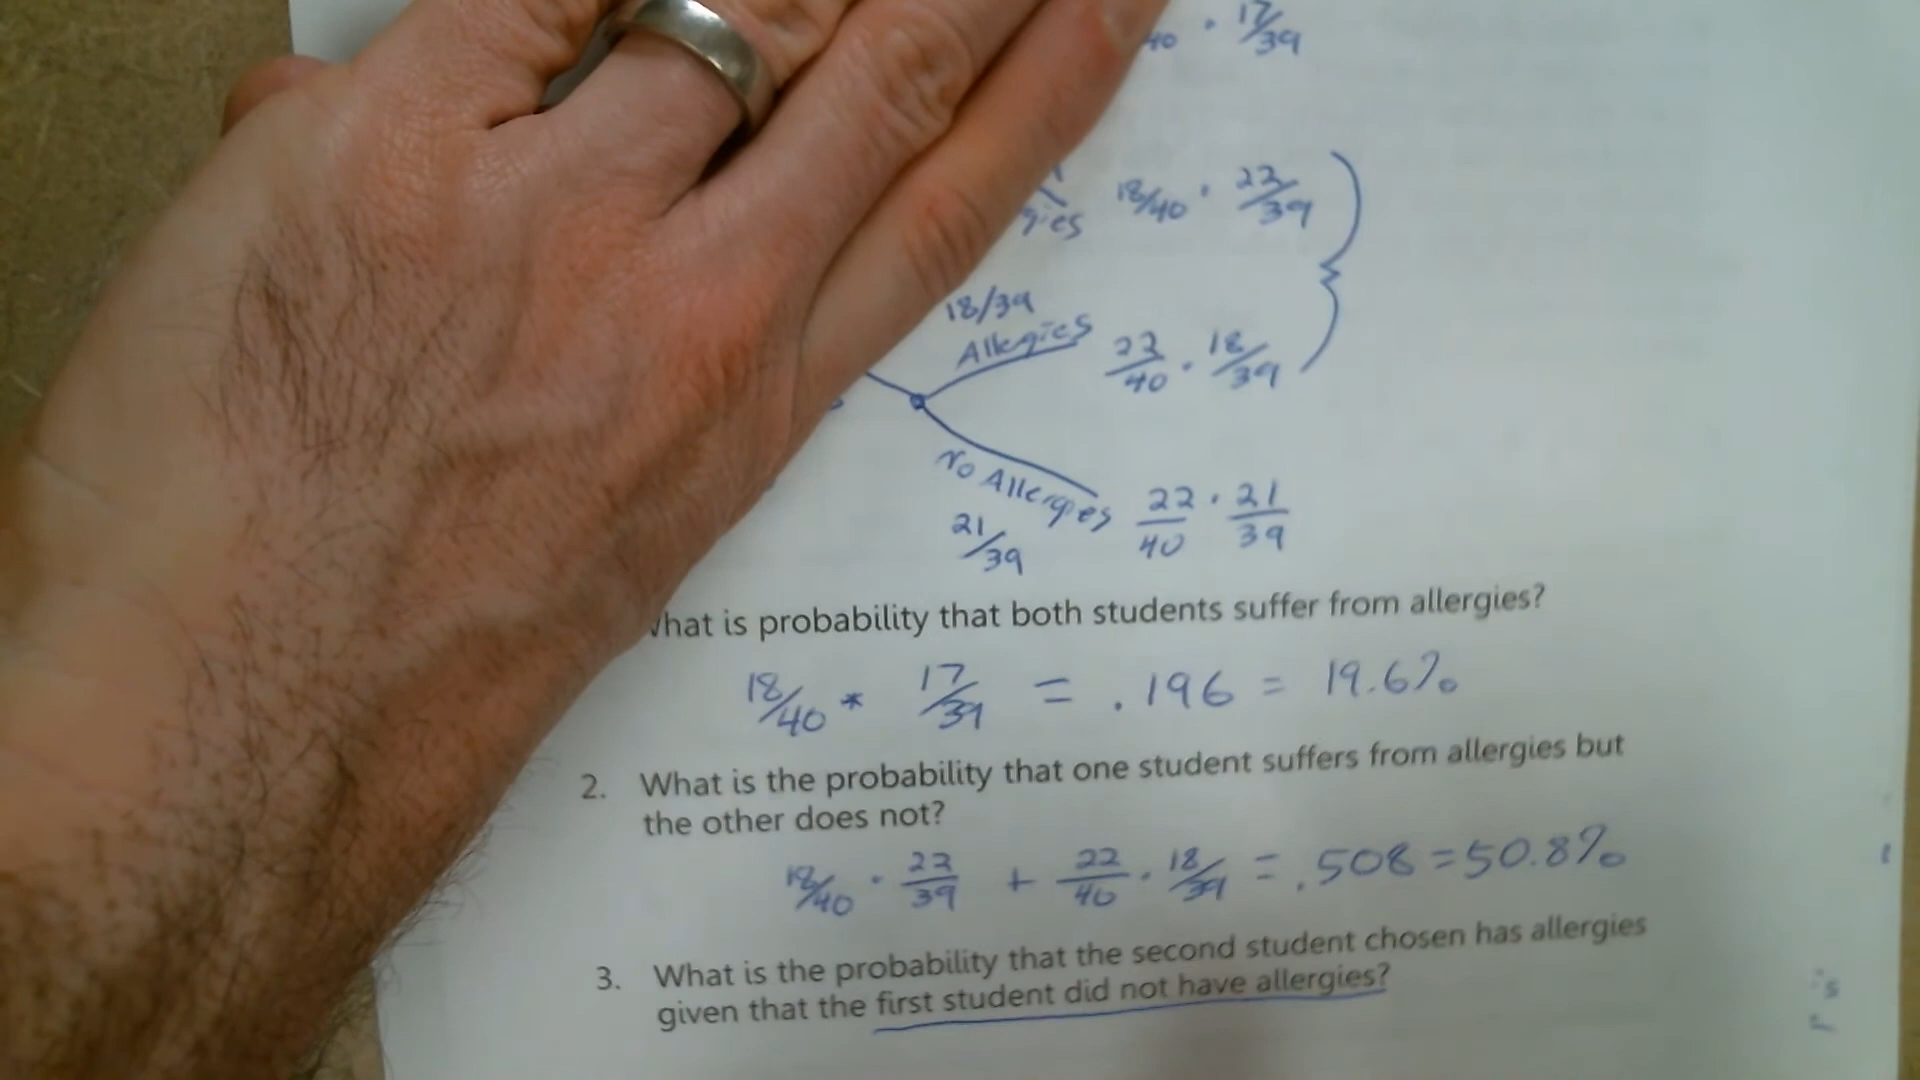 40 · 17/39
gies 18/40 · 22/39
18/39
Allegies 22/40 · 18/39
No Allergies 22/40 · 21/39
21/39
hat is probability that both students suffer from allergies?
18/40 * 17/39 = .196 = 19.6%
2. What is the probability that one student suffers from allergies but
the other does not?
18/40 · 22/39 + 22/40 · 18/39 = .508 = 50.8%
3. What is the probability that the second student chosen has allergies
given that the first student did not have allergies?